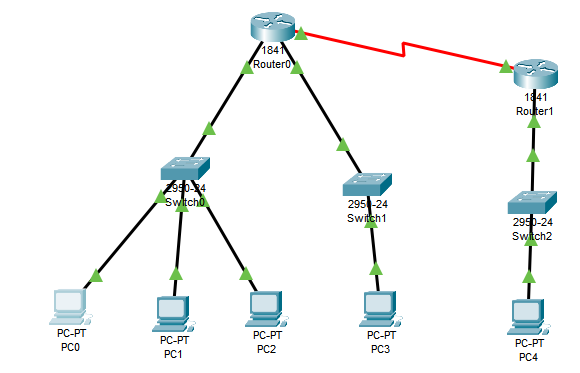 1841
Router0
1841
Router1
2950-24
Switch0
2950-24
Switch1
2950-24
Switch2
PC-PT
PC0
PC-PT
PC1
PC-PT
PC2
PC-PT
PC3
PC-PT
PC4